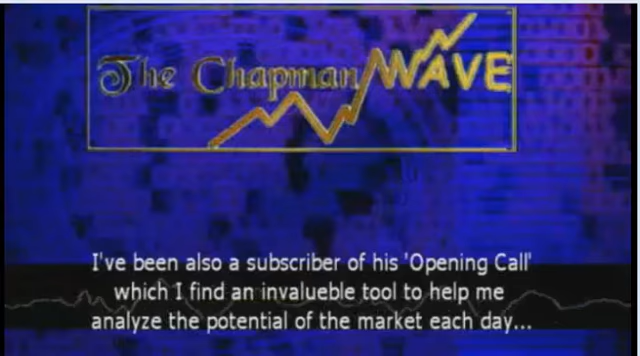 The Chapman WAVE
I've been also a subscriber of his 'Opening Call'
which I find an invalueble tool to help me
analyze the potential of the market each day...